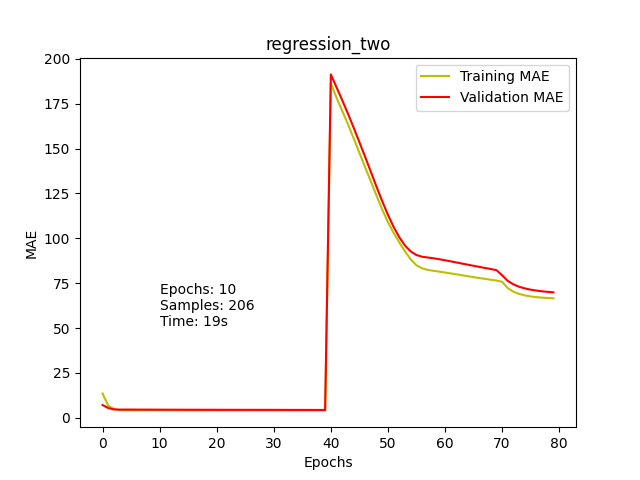 regression_two
200
175
150
125
100
75
50
25
0
MAE
Training MAE
Validation MAE
Epochs: 10
Samples: 206
Time: 19s
0 10 20 30 40 50 60 70 80
Epochs